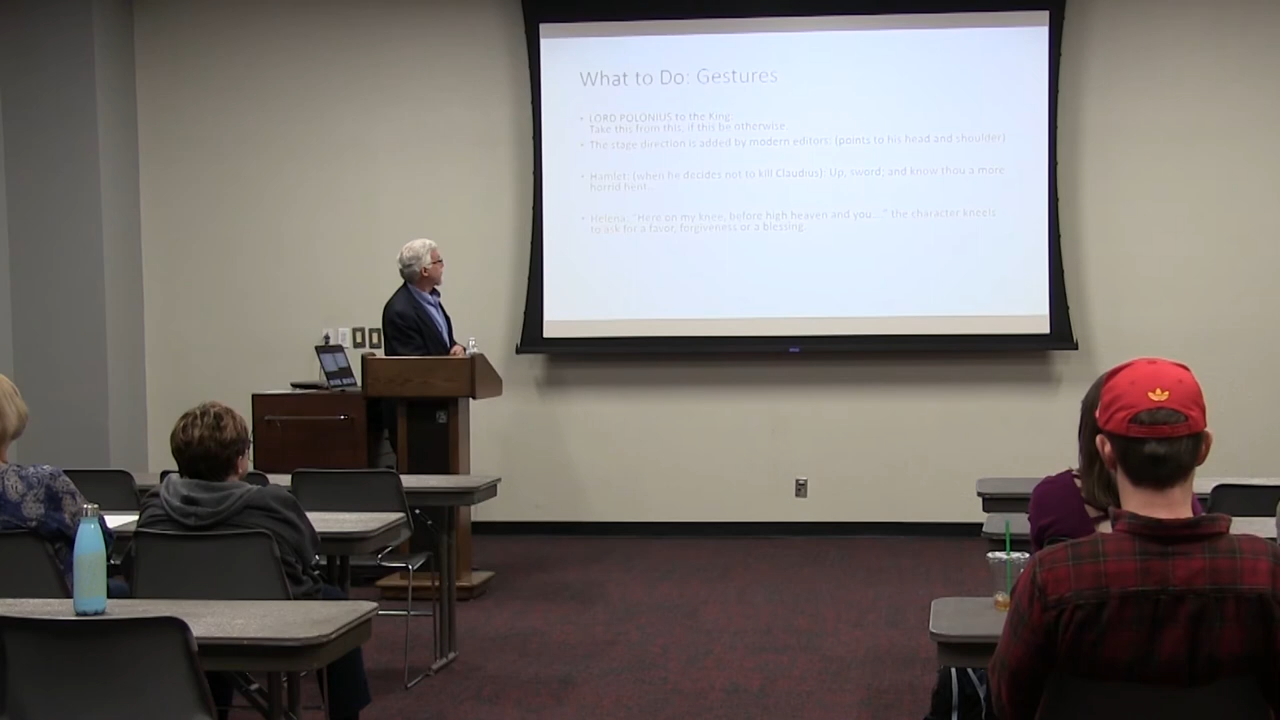 What to Do: Gestures
• LORD POLONIUS to the King:
Take this from this, if this be otherwise
• The stage direction is added by modern editors: (points to his head and shoulder)
• Hamlet: (when he decides not to kill Claudius): Up, sword; and know thou a more
horrid hent...
• Helena: "Here on my knee, before high heaven and you..." the character kneels
to ask for a favor, forgiveness or a blessing.